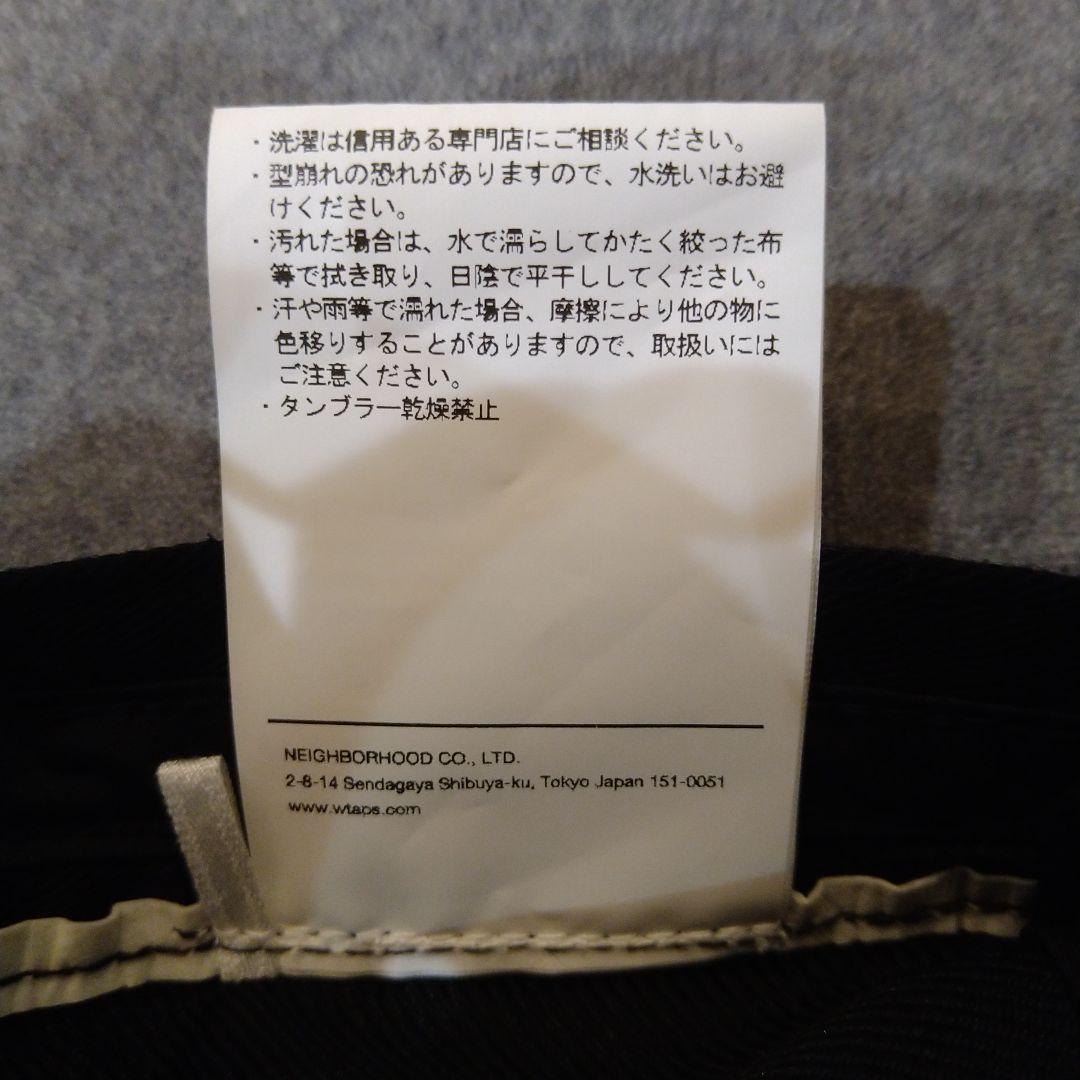 ・洗濯は信用ある専門店にご相談ください。
・型崩れの恐れがありますので、水洗いはお避
けください。
・汚れた場合は、水で濡らしてかたく絞った布
等で拭き取り、日陰で平干ししてください。
・汗や雨等で濡れた場合、摩擦により他の物に
色移りすることがありますので、取扱いには
ご注意ください。
・タンブラー乾燥禁止
NEIGHBORHOOD CO., LTD.
2-8-14 Sendagaya Shibuya-ku, Tokyo Japan 151-0051
www.wtaps.com